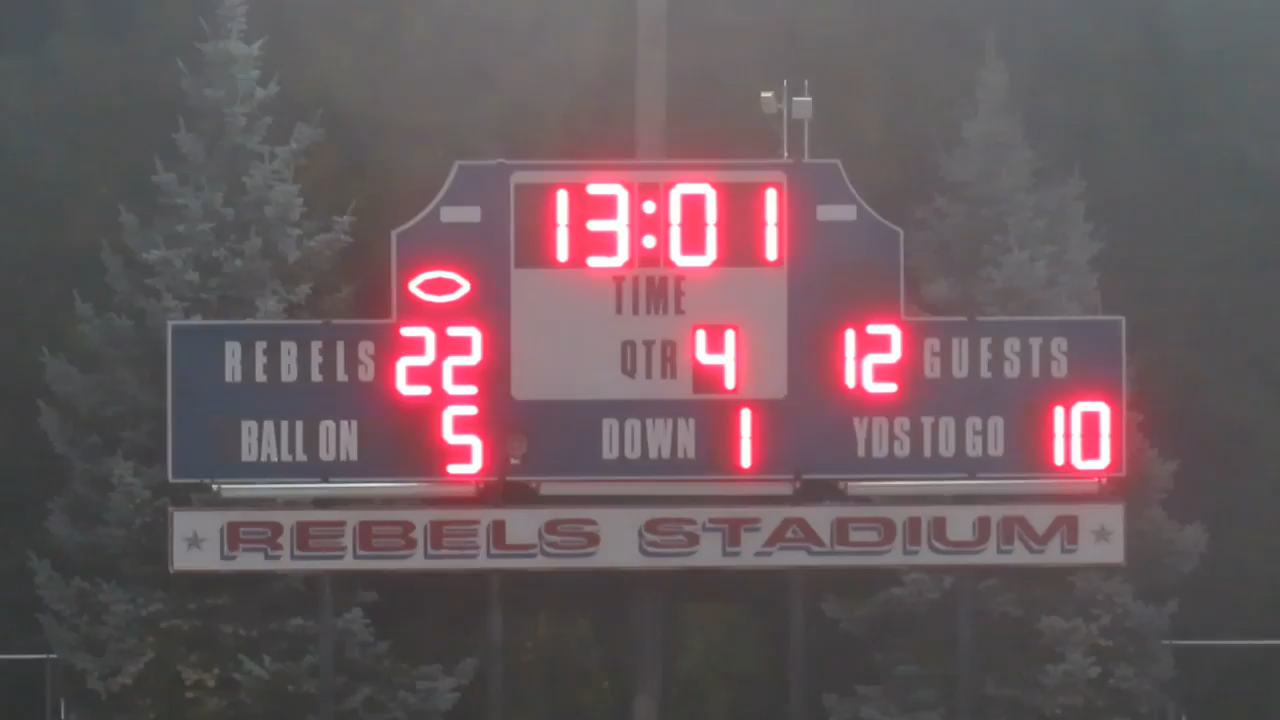 13:01
TIME
REBELS 22 QTR 4 12 GUESTS
BALL ON 5 DOWN 1 YDS TO GO 10
REBELS STADIUM